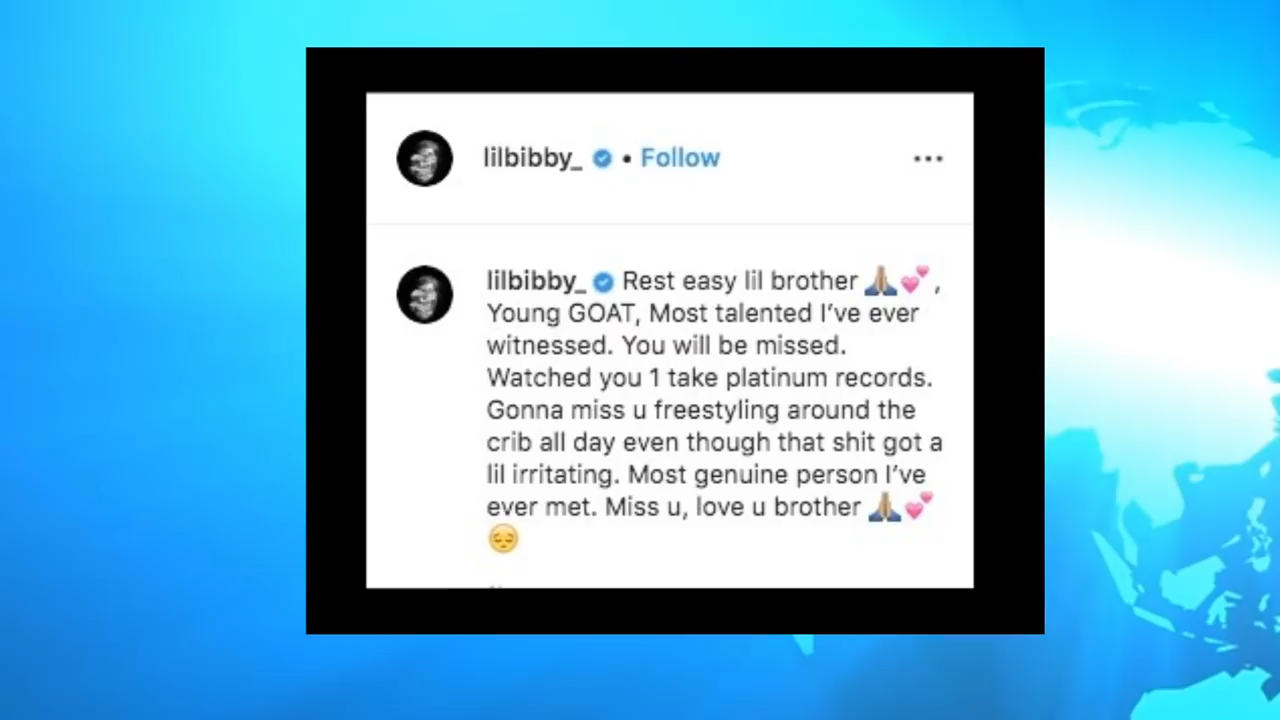 lilbibby_ • Follow ...
lilbibby_ Rest easy lil brother 🙏🏽💕 ,
Young GOAT, Most talented I’ve ever
witnessed. You will be missed.
Watched you 1 take platinum records.
Gonna miss u freestyling around the
crib all day even though that shit got a
lil irritating. Most genuine person I’ve
ever met. Miss u, love u brother 🙏🏽💕
😔